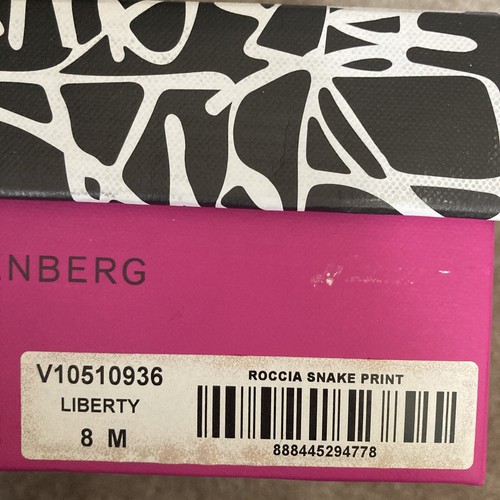 NBERG
V10510936
ROCCIA SNAKE PRINT
LIBERTY
8 M
888445294778